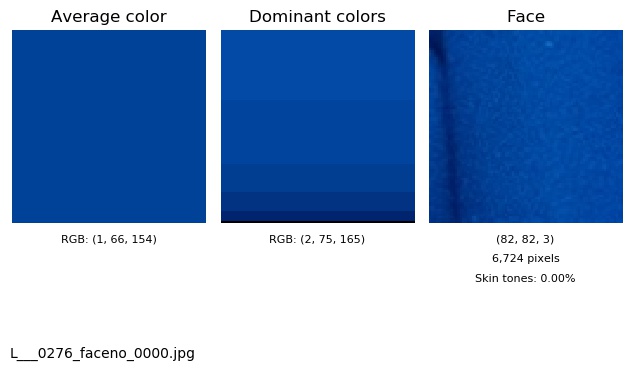 Average color
Dominant colors
Face
RGB: (1, 66, 154)
RGB: (2, 75, 165)
(82, 82, 3)
6,724 pixels
Skin tones: 0.00%
L___0276_faceno_0000.jpg